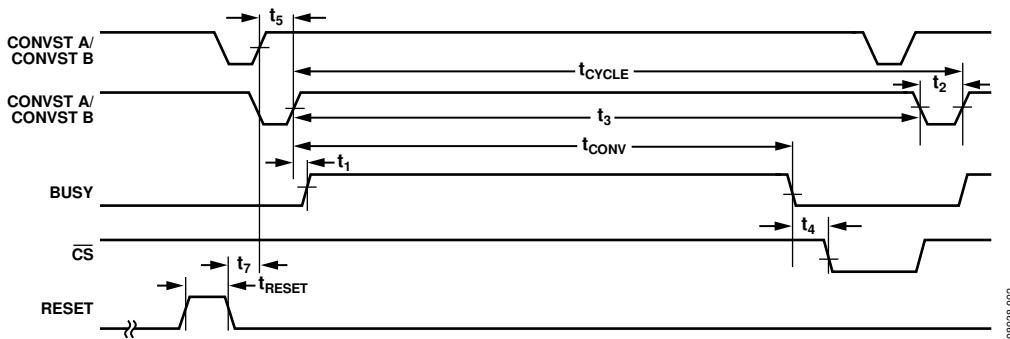 t5
CONVST A/
CONVST B
tCYCLE
t2
CONVST A/
CONVST B
t3
tCONV
t1
BUSY
t4
CS
t7
tRESET
RESET